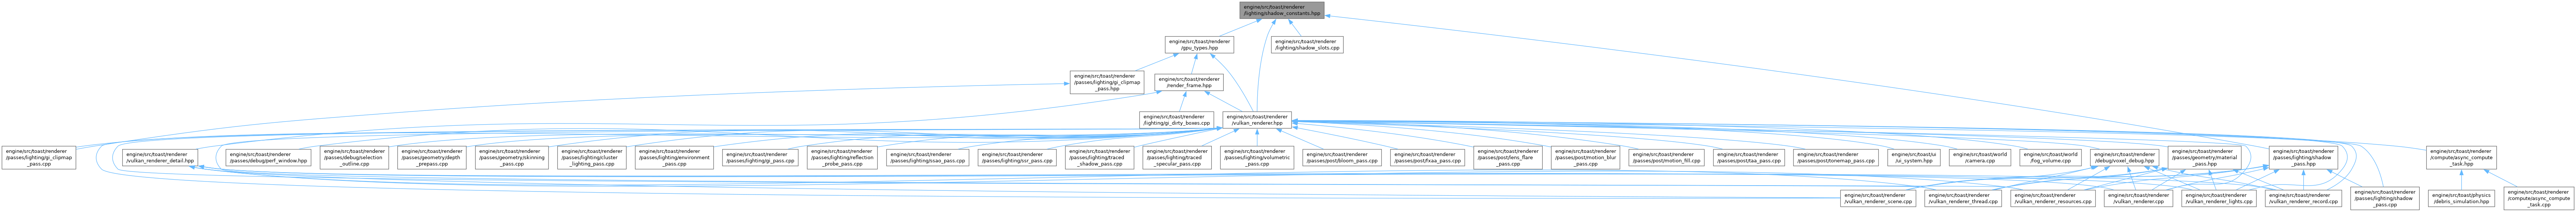 engine/src/toast/renderer
/lighting/shadow_constants.hpp
engine/src/toast/renderer
/gpu_types.hpp
engine/src/toast/renderer
/lighting/shadow_slots.cpp
engine/src/toast/renderer
/passes/lighting/gi_clipmap
_pass.hpp
engine/src/toast/renderer
/render_frame.hpp
engine/src/toast/renderer
/lighting/gi_dirty_boxes.cpp
engine/src/toast/renderer
/vulkan_renderer.hpp
engine/src/toast/renderer
/passes/lighting/gi_clipmap
_pass.cpp
engine/src/toast/renderer
/vulkan_renderer_detail.hpp
engine/src/toast/renderer
/passes/debug/perf_window.cpp
engine/src/toast/renderer
/passes/debug/selection
_outline.cpp
engine/src/toast/renderer
/passes/geometry/depth
_prepass.cpp
engine/src/toast/renderer
/passes/geometry/skinning
_pass.cpp
engine/src/toast/renderer
/passes/lighting/cluster
_lighting_pass.cpp
engine/src/toast/renderer
/passes/lighting/environment
_pass.cpp
engine/src/toast/renderer
/passes/lighting/gi_pass.cpp
engine/src/toast/renderer
/passes/lighting/reflection
_probe_pass.cpp
engine/src/toast/renderer
/passes/lighting/ssao_pass.cpp
engine/src/toast/renderer
/passes/lighting/ssr_pass.cpp
engine/src/toast/renderer
/passes/lighting/traced
_shadow_pass.cpp
engine/src/toast/renderer
/passes/lighting/traced
_specular_pass.cpp
engine/src/toast/renderer
/passes/lighting/volumetric
_pass.cpp
engine/src/toast/renderer
/passes/post/bloom_pass.cpp
engine/src/toast/renderer
/passes/post/fxaa_pass.cpp
engine/src/toast/renderer
/passes/post/lens_flare
_pass.cpp
engine/src/toast/renderer
/passes/post/motion_blur
_pass.cpp
engine/src/toast/renderer
/passes/post/motion_fill.cpp
engine/src/toast/renderer
/passes/post/taa_pass.cpp
engine/src/toast/renderer
/passes/post/tonemap_pass.cpp
engine/src/toast/ui
/ui_system.hpp
engine/src/toast/world
/camera.cpp
engine/src/toast/world
/fog_volume.cpp
engine/src/toast/renderer
/debug/voxel_debug.hpp
engine/src/toast/renderer
/passes/geometry/material
_pass.hpp
engine/src/toast/renderer
/passes/lighting/shadow
_pass.hpp
engine/src/toast/renderer
/compute/async_compute
_task.hpp
engine/src/toast/renderer
/vulkan_renderer_scene.cpp
engine/src/toast/renderer
/vulkan_renderer_thread.cpp
engine/src/toast/renderer
/vulkan_renderer_resources.cpp
engine/src/toast/renderer
/vulkan_renderer.cpp
engine/src/toast/renderer
/vulkan_renderer_lights.cpp
engine/src/toast/renderer
/vulkan_renderer_record.cpp
engine/src/toast/renderer
/passes/lighting/shadow
_pass.cpp
engine/src/toast/physics
/debris_simulation.hpp
engine/src/toast/renderer
/compute/async_compute
_task.cpp